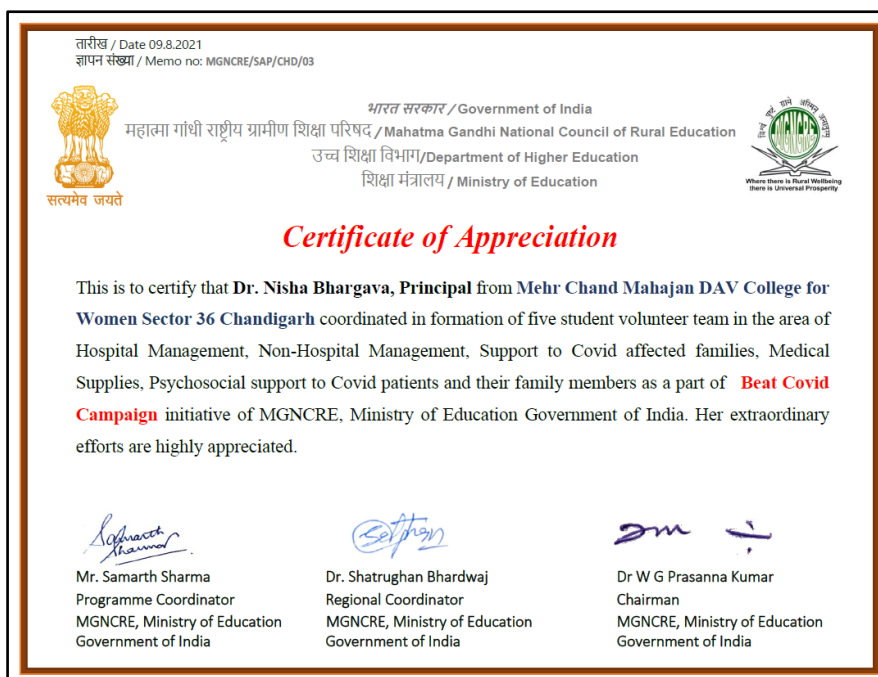 तारीख / Date 09.8.2021
ज्ञापन संख्या / Memo no: MGNCRE/SAP/CHD/03
भारत सरकार / Government of India
महात्मा गांधी राष्ट्रीय ग्रामीण शिक्षा परिषद / Mahatma Gandhi National Council of Rural Education
उच्च शिक्षा विभाग/Department of Higher Education
शिक्षा मंत्रालय / Ministry of Education
सत्यमेव जयते
MGNCRE
Where there is Rural Wellbeing
there is Universal Prosperity
Certificate of Appreciation
This is to certify that Dr. Nisha Bhargava, Principal from Mehr Chand Mahajan DAV College for
Women Sector 36 Chandigarh coordinated in formation of five student volunteer team in the area of
Hospital Management, Non-Hospital Management, Support to Covid affected families, Medical
Supplies, Psychosocial support to Covid patients and their family members as a part of Beat Covid
Campaign initiative of MGNCRE, Ministry of Education Government of India. Her extraordinary
efforts are highly appreciated.
Samarth
Sharma
Mr. Samarth Sharma
Programme Coordinator
MGNCRE, Ministry of Education
Government of India
Dr. Shatrughan Bhardwaj
Regional Coordinator
MGNCRE, Ministry of Education
Government of India
Dr W G Prasanna Kumar
Chairman
MGNCRE, Ministry of Education
Government of India